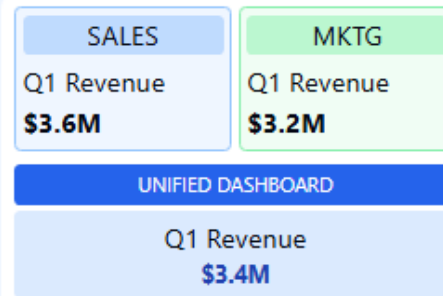 SALES
Q1 Revenue
$3.6M
MKTG
Q1 Revenue
$3.2M
UNIFIED DASHBOARD
Q1 Revenue
$3.4M